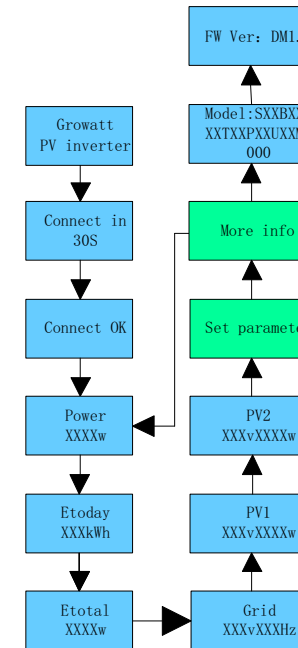 Growatt
PV inverter
Connect in
30S
Connect OK
Power
XXXXw
Etoday
XXXkWh
Etotal
XXXXw
Grid
XXXvXXXHz
PV1
XXXvXXXXw
PV2
XXXvXXXXw
Set paramete
More info
Model:SXXBX
XXTXXPXXUXXM
000
FW Ver: DM1.